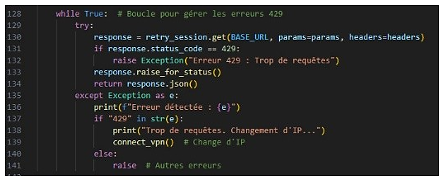 128 while True:  # Boucle pour gérer les erreurs 429
129     try:
130         response = retry_session.get(BASE_URL, params=params, headers=headers)
131         if response.status_code == 429:
132             raise Exception("Erreur 429 : Trop de requêtes")
133         response.raise_for_status()
134         return response.json()
135     except Exception as e:
136         print(f"Erreur détectée : {e}")
137         if "429" in str(e):
138             print("Trop de requêtes. Changement d'IP...")
139             connect_vpn()  # Change d'IP
140         else:
141             raise  # Autres erreurs